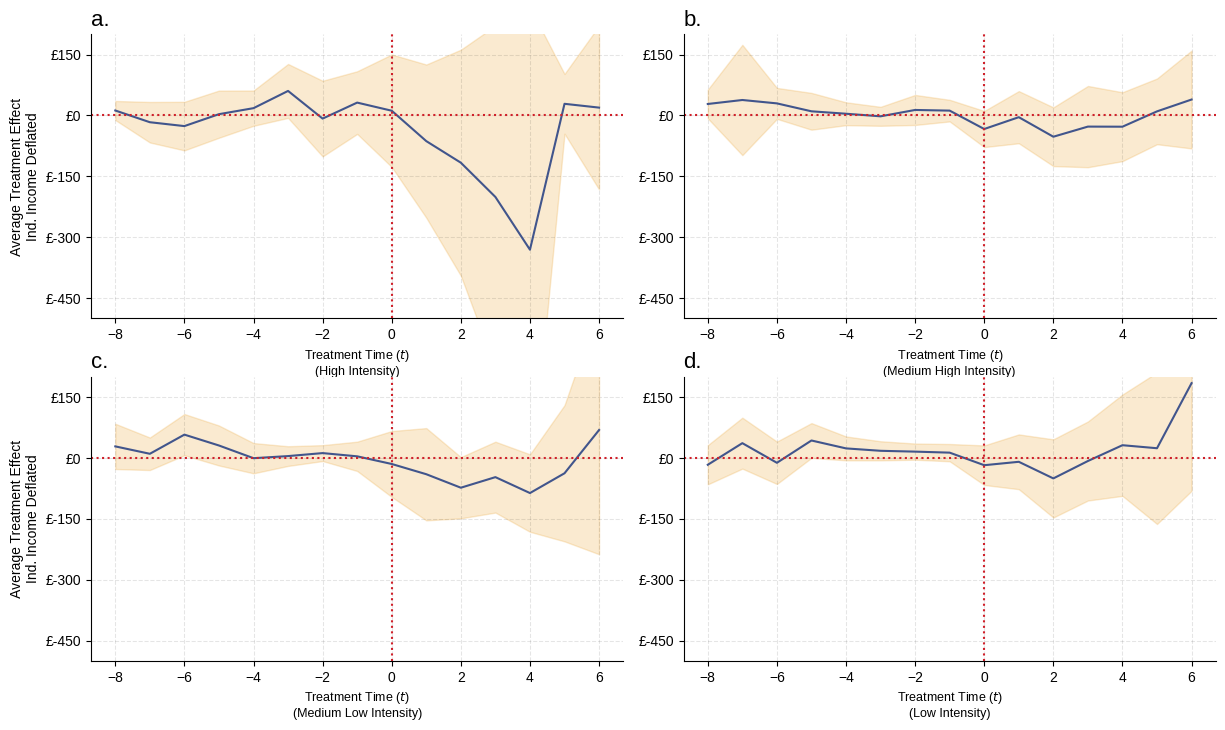 a.
b.
£150
£0
£-150
£-300
£-450
Average Treatment Effect
Ind. Income Deflated
−8 −6 −4 −2 0 2 4 6
Treatment Time (t)
(High Intensity)
£150
£0
£-150
£-300
£-450
−8 −6 −4 −2 0 2 4 6
Treatment Time (t)
(Medium High Intensity)
c.
d.
£150
£0
£-150
£-300
£-450
Average Treatment Effect
Ind. Income Deflated
−8 −6 −4 −2 0 2 4 6
Treatment Time (t)
(Medium Low Intensity)
£150
£0
£-150
£-300
£-450
−8 −6 −4 −2 0 2 4 6
Treatment Time (t)
(Low Intensity)